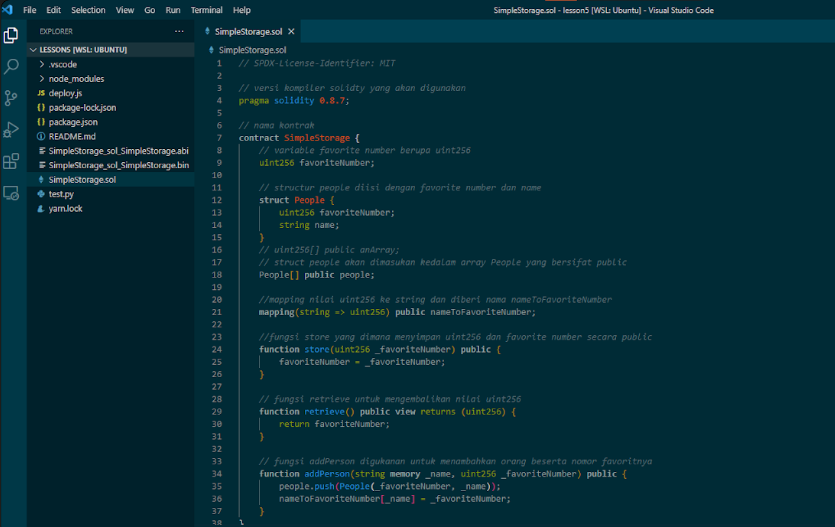 File Edit Selection View Go Run Terminal Help
SimpleStorage.sol - lesson5 [WSL: Ubuntu] - Visual Studio Code
EXPLORER ...
LESSON5 [WSL: UBUNTU]
.vscode
node_modules
JS deploy.js
{} package-lock.json
{} package.json
README.md
SimpleStorage_sol_SimpleStorage.abi
SimpleStorage_sol_SimpleStorage.bin
SimpleStorage.sol
test.py
yarn.lock
SimpleStorage.sol ×
SimpleStorage.sol
1 // SPDX-License-Identifier: MIT
2
3 // versi kompiler solidty yang akan digunakan
4 pragma solidity 0.8.7;
5
6 // nama kontrak
7 contract SimpleStorage {
8 // variable favorite number berupa uint256
9 uint256 favoriteNumber;
10
11 // structur people diisi dengan favorite number dan name
12 struct People {
13 uint256 favoriteNumber;
14 string name;
15 }
16 // uint256[] public anArray;
17 // struct people akan dimasukan kedalam array People yang bersifat public
18 People[] public people;
19
20 //mapping nilai uint256 ke string dan diberi nama nameToFavoriteNumber
21 mapping(string => uint256) public nameToFavoriteNumber;
22
23 //fungsi store yang dimana menyimpan uint256 dan favorite number secara public
24 function store(uint256 _favoriteNumber) public {
25 favoriteNumber = _favoriteNumber;
26 }
27
28 // fungsi retrieve untuk mengembalikan nilai uint256
29 function retrieve() public view returns (uint256) {
30 return favoriteNumber;
31 }
32
33 // fungsi addPerson digukanan untuk menambahkan orang beserta nomor favoritnya
34 function addPerson(string memory _name, uint256 _favoriteNumber) public {
35 people.push(People(_favoriteNumber, _name));
36 nameToFavoriteNumber[_name] = _favoriteNumber;
37 }
38 }